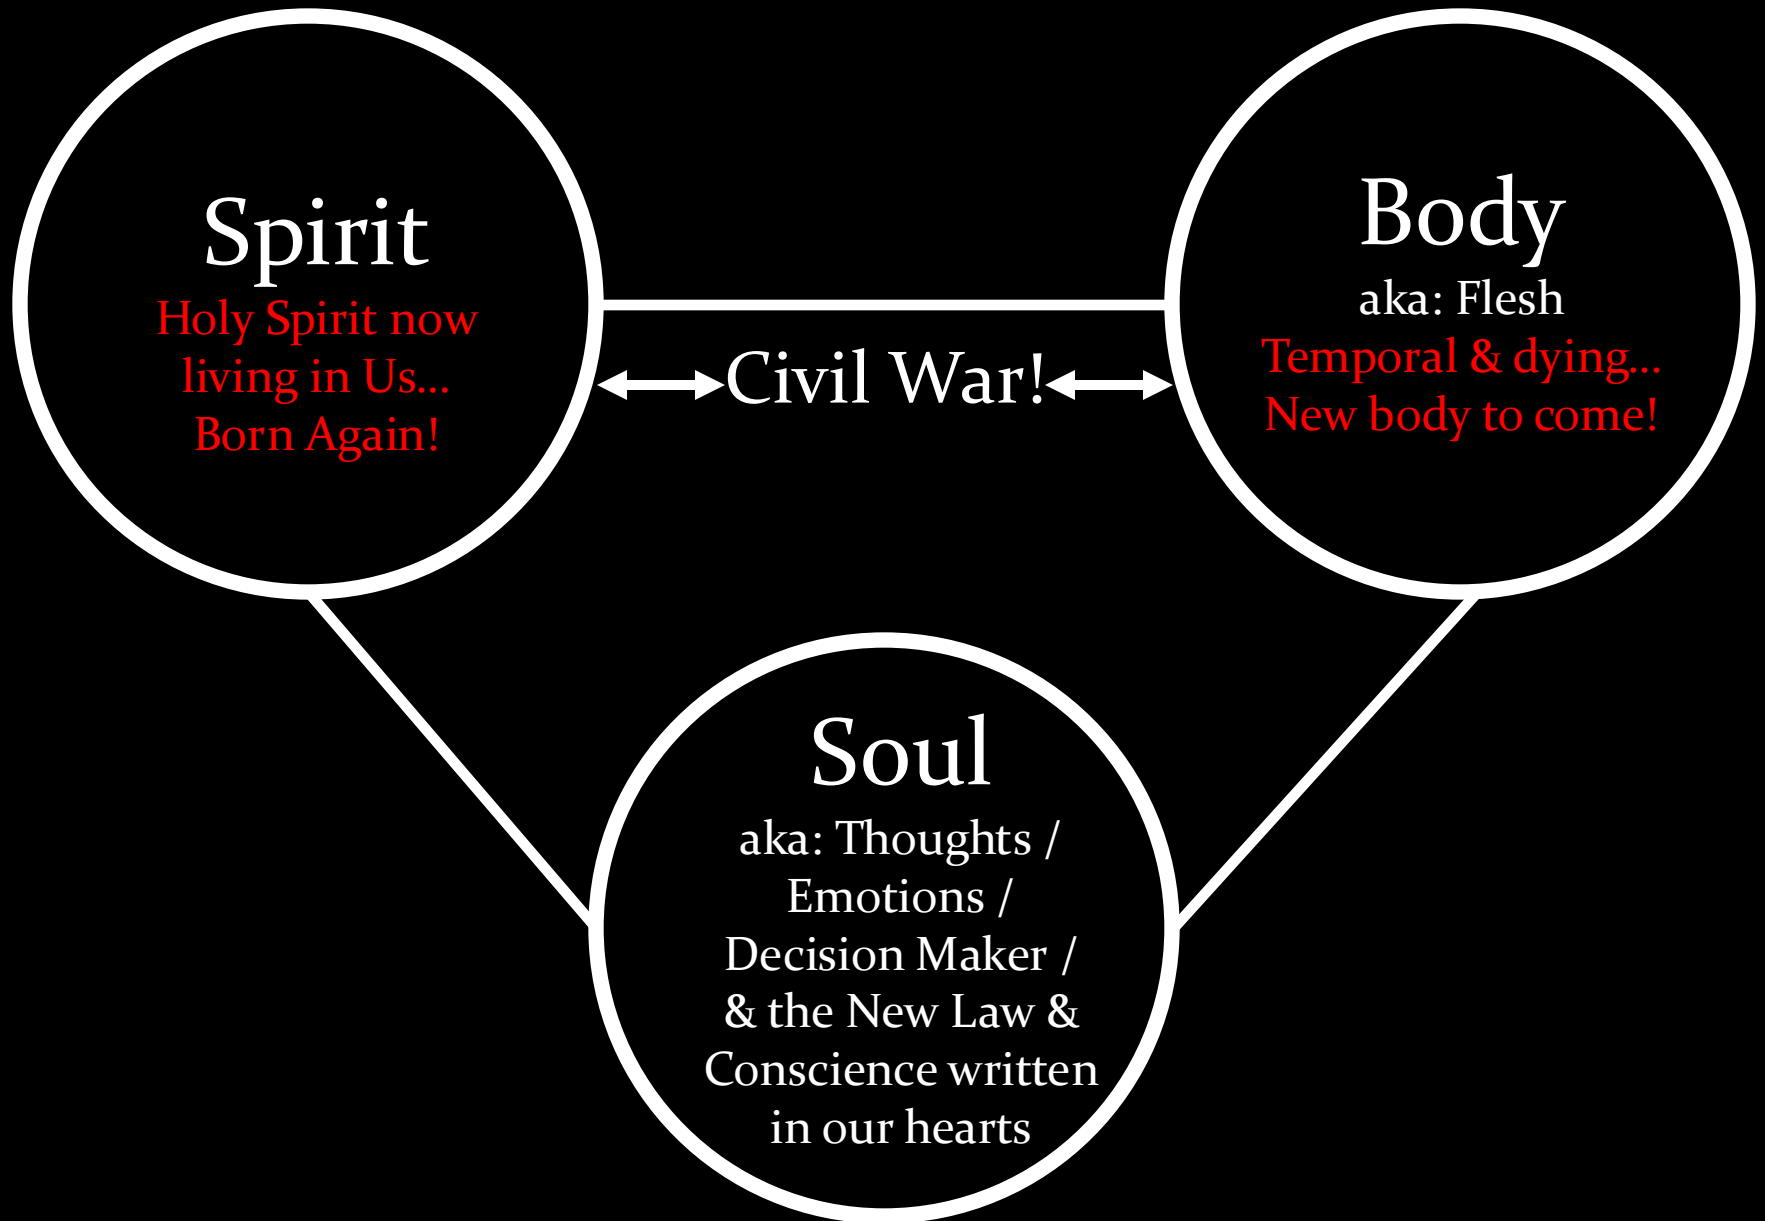 Spirit
Holy Spirit now
living in Us...
Born Again!
Civil War!
Body
aka: Flesh
Temporal & dying...
New body to come!
Soul
aka: Thoughts /
Emotions /
Decision Maker /
& the New Law &
Conscience written
in our hearts